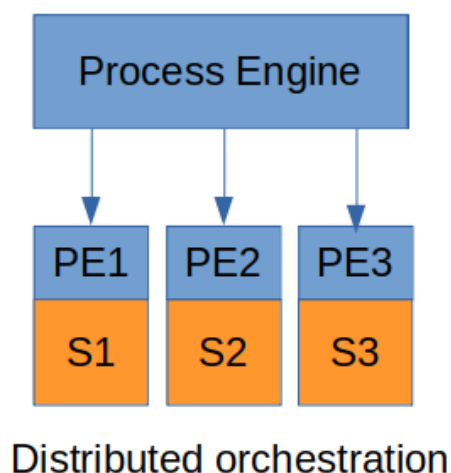 Process Engine
PE1 PE2 PE3
S1 S2 S3
Distributed orchestration